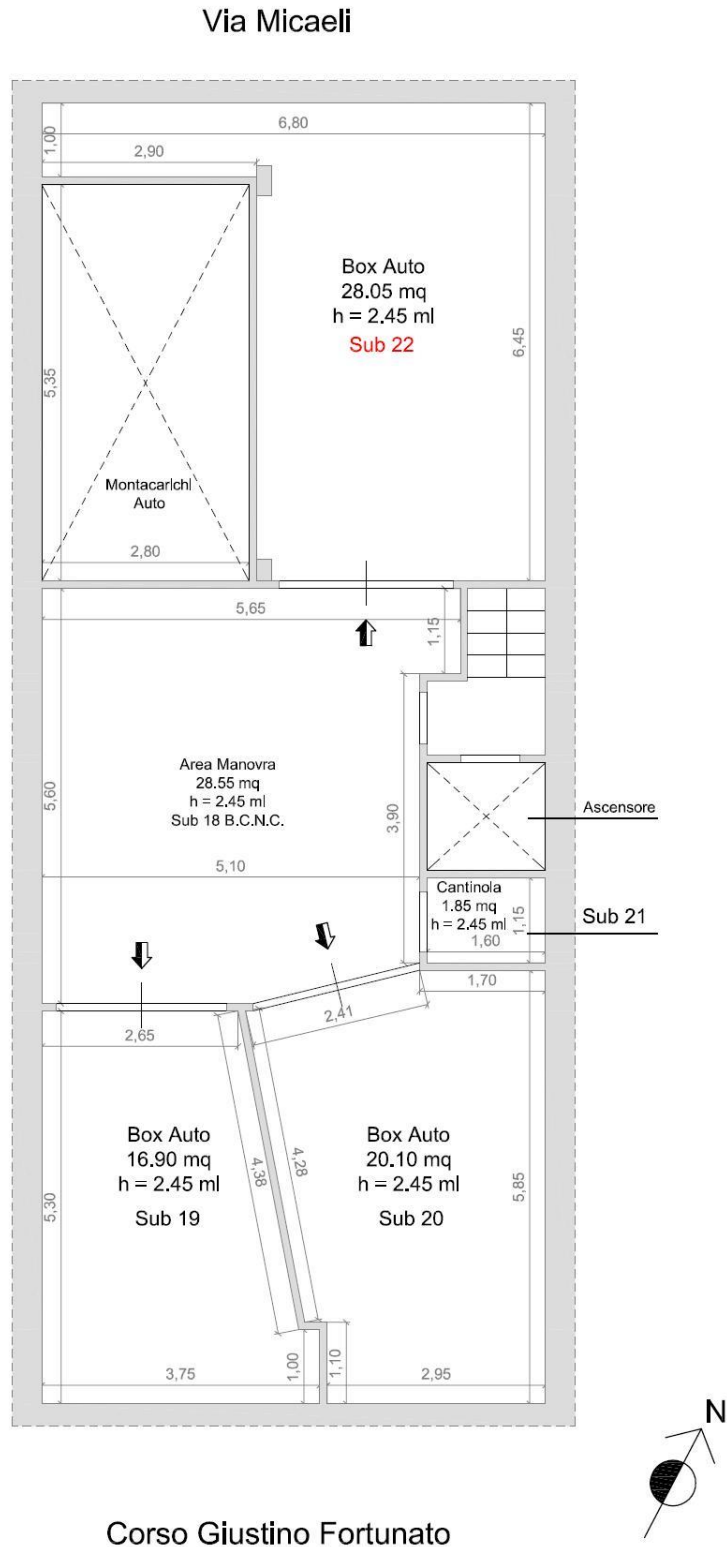 Via Micaeli
6,80
1,00
2,90
Box Auto
28.05 mq
h = 2.45 ml
Sub 22
6,45
5,35
Montacarichi
Auto
2,80
5,65
1,15
Area Manovra
28.55 mq
h = 2.45 ml
Sub 18 B.C.N.C.
5,60
3,90
Ascensore
5,10
Cantinola
1.85 mq
h = 2.45 ml
1,15
1,60
Sub 21
1,70
2,41
2,65
Box Auto
16.90 mq
h = 2.45 ml
Sub 19
4,38
4,28
Box Auto
20.10 mq
h = 2.45 ml
Sub 20
5,30
5,85
3,75
1,00
1,10
2,95
N
Corso Giustino Fortunato